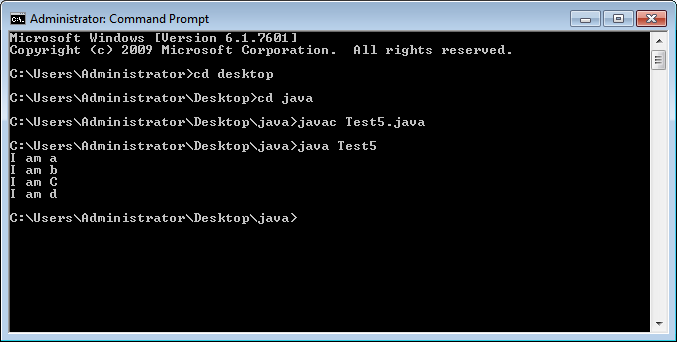 Administrator: Command Prompt
Microsoft Windows [Version 6.1.7601]
Copyright (c) 2009 Microsoft Corporation.  All rights reserved.
C:\Users\Administrator>cd desktop
C:\Users\Administrator\Desktop>cd java
C:\Users\Administrator\Desktop\java>javac Test5.java
C:\Users\Administrator\Desktop\java>java Test5
I am a
I am b
I am C
I am d
C:\Users\Administrator\Desktop\java>